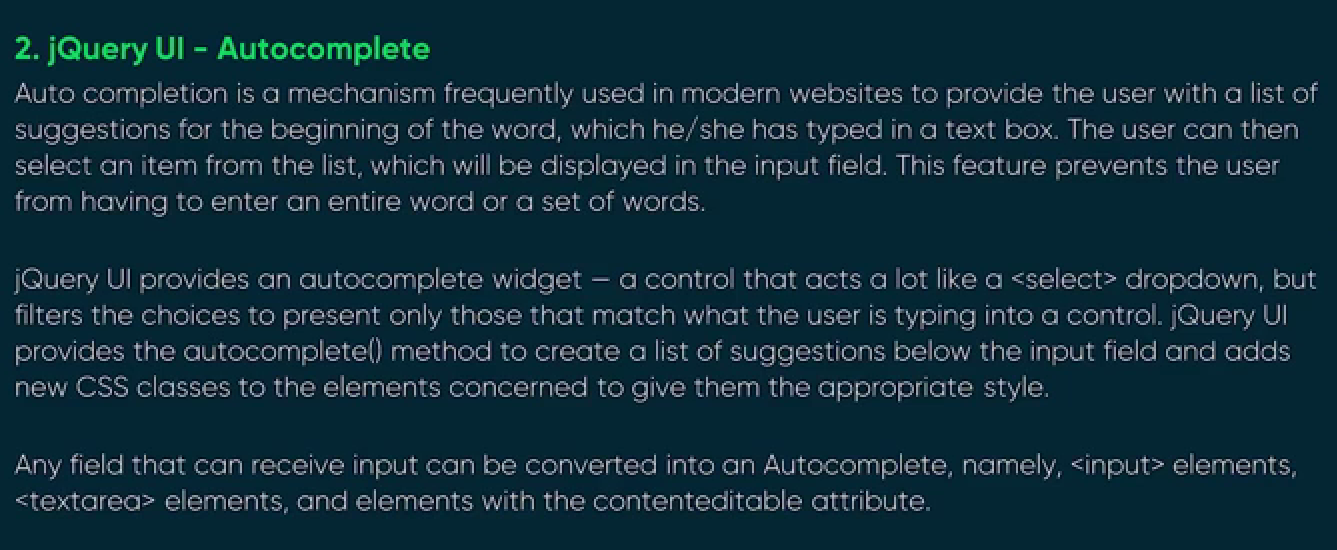 2. jQuery UI - Autocomplete
Auto completion is a mechanism frequently used in modern websites to provide the user with a list of
suggestions for the beginning of the word, which he/she has typed in a text box. The user can then
select an item from the list, which will be displayed in the input field. This feature prevents the user
from having to enter an entire word or a set of words.
jQuery UI provides an autocomplete widget — a control that acts a lot like a <select> dropdown, but
filters the choices to present only those that match what the user is typing into a control. jQuery UI
provides the autocomplete() method to create a list of suggestions below the input field and adds
new CSS classes to the elements concerned to give them the appropriate style.
Any field that can receive input can be converted into an Autocomplete, namely, <input> elements,
<textarea> elements, and elements with the contenteditable attribute.